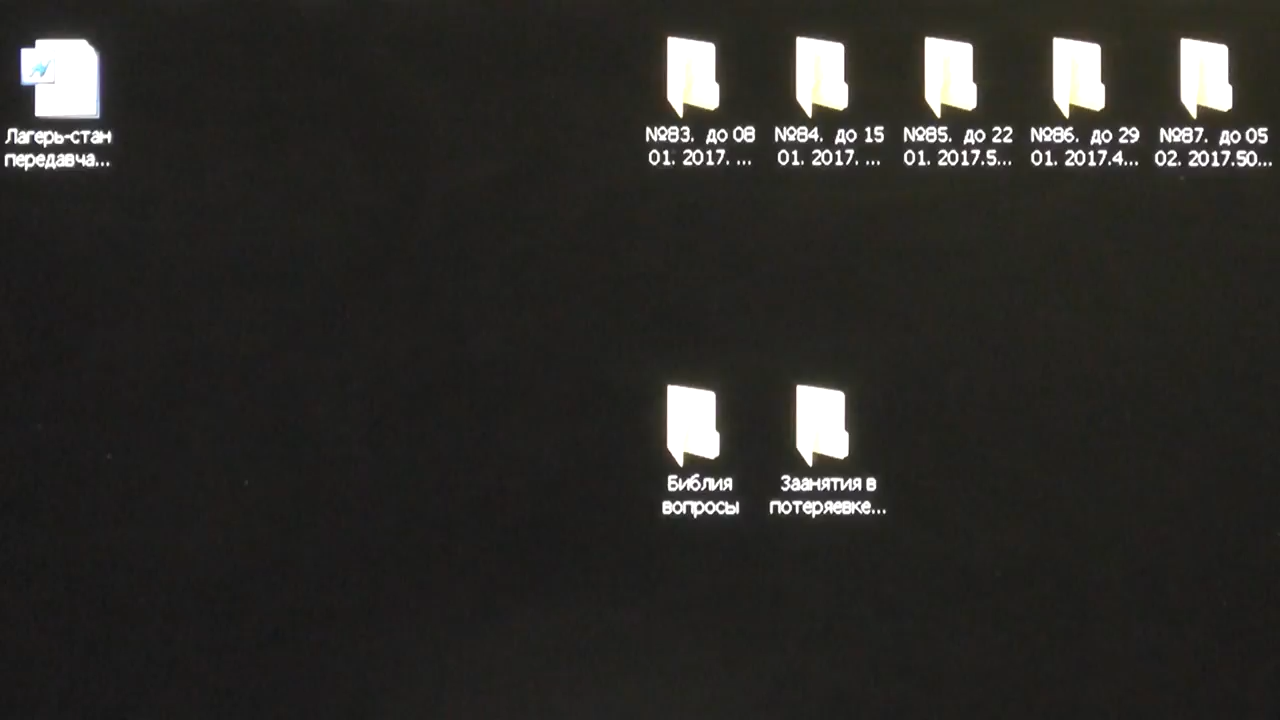 Лагерь-стан
передавча...
№83. до 08
01. 2017. ...
№84. до 15
01. 2017. ...
№85. до 22
01. 2017.5...
№86. до 29
01. 2017.4...
№87. до 05
02. 2017.50...
Библия
вопросы
Заанятия в
потеряевке...